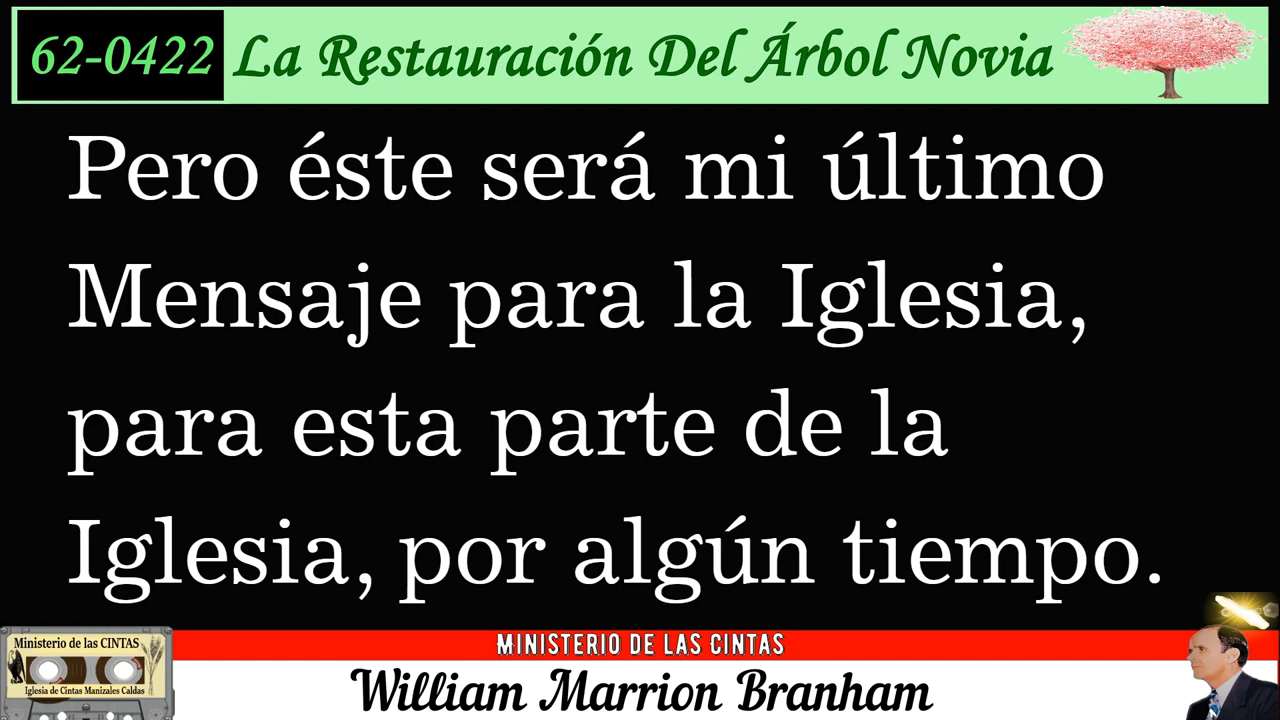 62-0422 La Restauración Del Árbol Novia
Pero éste será mi último
Mensaje para la Iglesia,
para esta parte de la
Iglesia, por algún tiempo.
MINISTERIO DE LAS CINTAS
Ministerio de las CINTAS
Iglesia de Cintas Manizales Caldas
William Marrion Branham